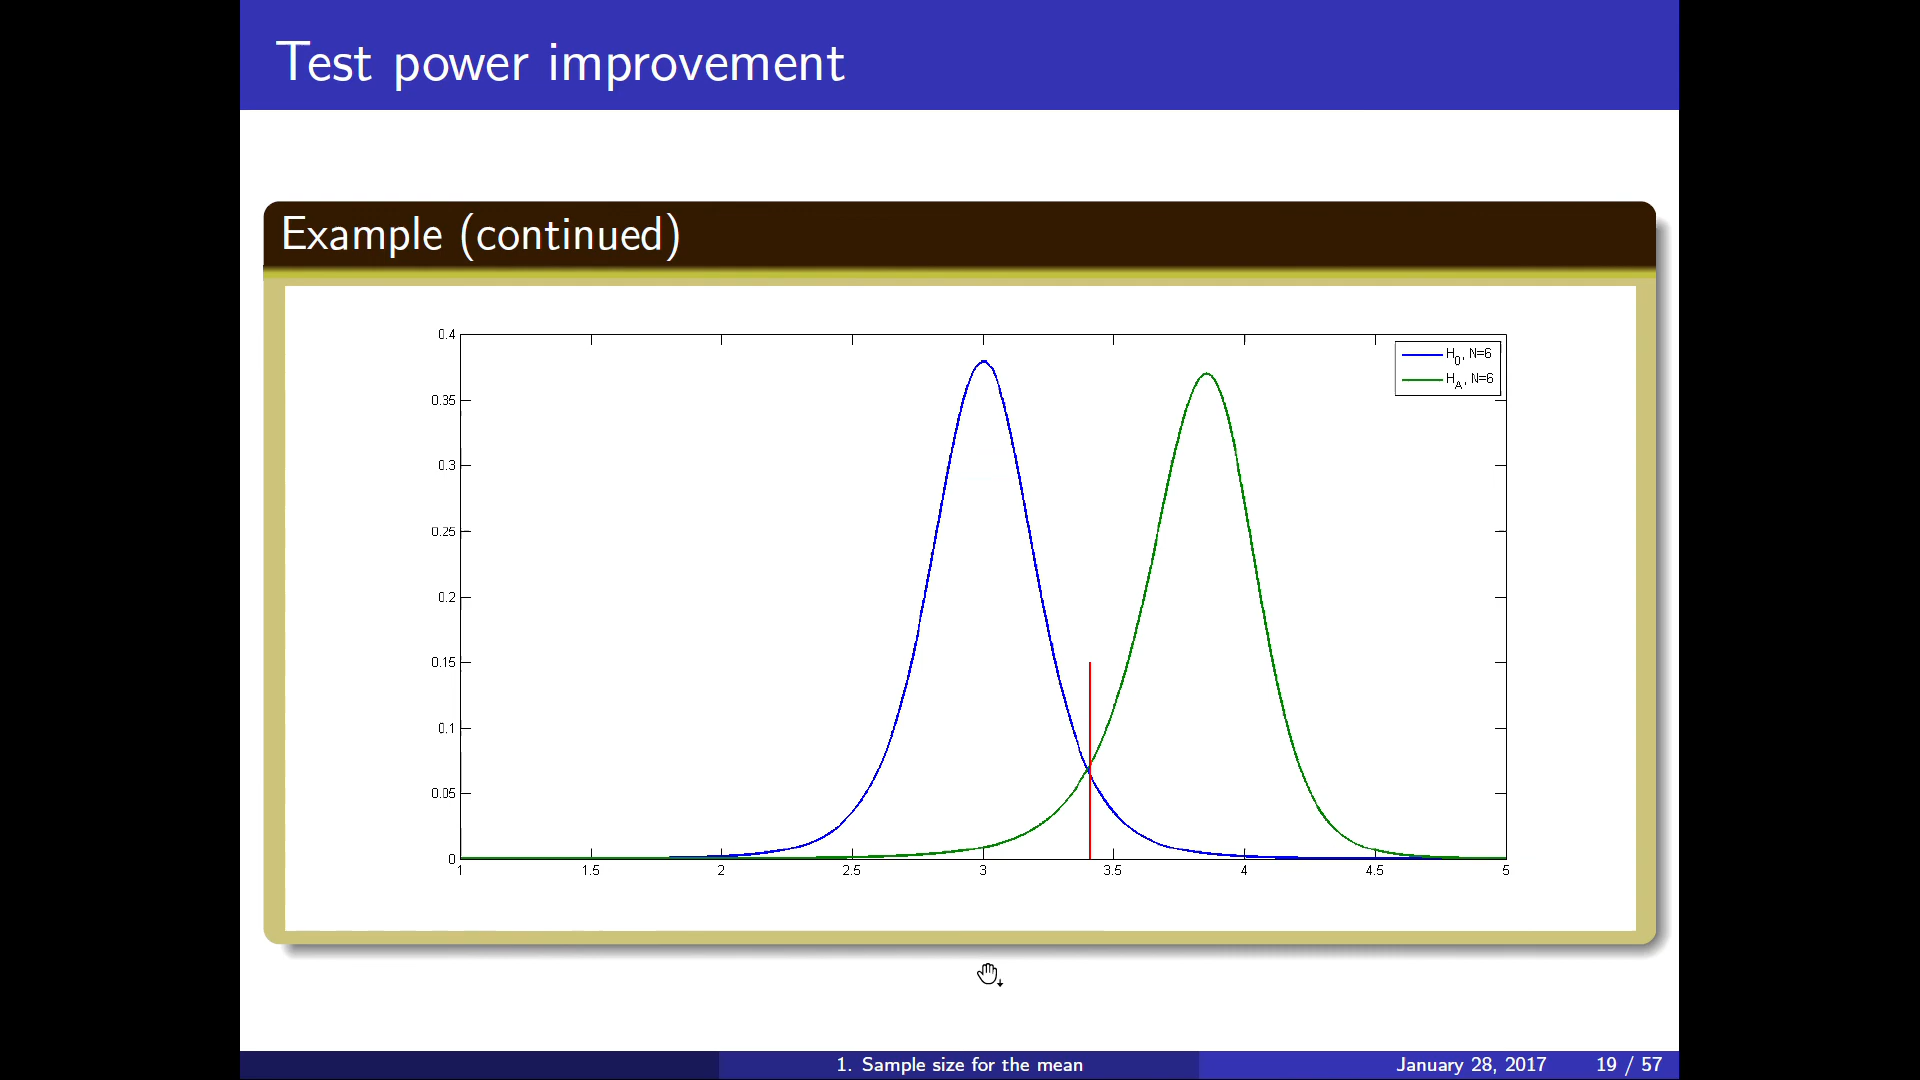 Test power improvement
Example (continued)
0.4
0.35
0.3
0.25
0.2
0.15
0.1
0.05
0
1 1.5 2 2.5 3 3.5 4 4.5 5
H0, N=6
HA, N=6
1. Sample size for the mean January 28, 2017 19 / 57